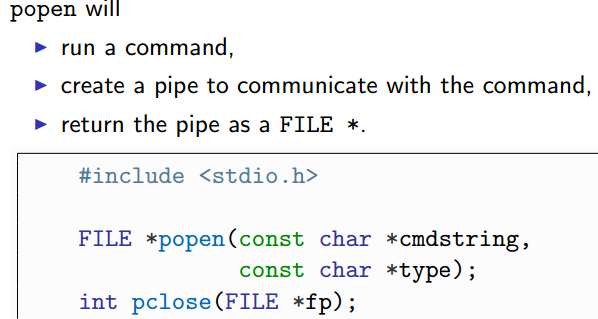 popen will
▶ run a command,
▶ create a pipe to communicate with the command,
▶ return the pipe as a FILE *.
#include <stdio.h>
FILE *popen(const char *cmdstring,
const char *type);
int pclose(FILE *fp);